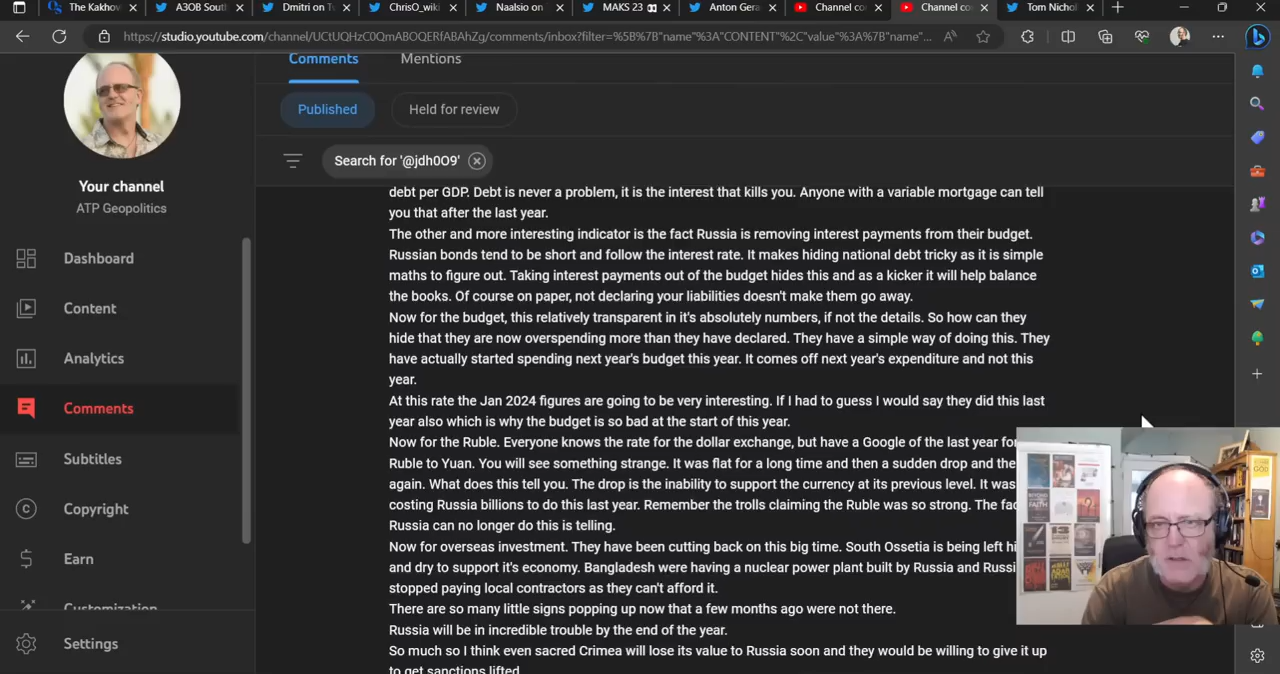 The Kakhov
A3OB Sout
Dmitri on Tw
ChrisO_wiki
Naalsio on
MAKS 23
Anton Gera
Channel co
Channel co
Tom Nichol
https://studio.youtube.com/channel/UCtUQHzC0QmABOQERfABAhZg/comments/inbox?filter=%5B%7B"name"%3A"CONTENT"%2C"value"%3A%7B"name"...
Comments
Mentions
Published
Held for review
Search for '@jdh0O9'
Your channel
ATP Geopolitics
Dashboard
Content
Analytics
Comments
Subtitles
Copyright
Earn
Customization
Settings
debt per GDP. Debt is never a problem, it is the interest that kills you. Anyone with a variable mortgage can tell
you that after the last year.
The other and more interesting indicator is the fact Russia is removing interest payments from their budget.
Russian bonds tend to be short and follow the interest rate. It makes hiding national debt tricky as it is simple
maths to figure out. Taking interest payments out of the budget hides this and as a kicker it will help balance
the books. Of course on paper, not declaring your liabilities doesn't make them go away.
Now for the budget, this relatively transparent in it's absolutely numbers, if not the details. So how can they
hide that they are now overspending more than they have declared. They have a simple way of doing this. They
have actually started spending next year's budget this year. It comes off next year's expenditure and not this
year.
At this rate the Jan 2024 figures are going to be very interesting. If I had to guess I would say they did this last
year also which is why the budget is so bad at the start of this year.
Now for the Ruble. Everyone knows the rate for the dollar exchange, but have a Google of the last year for
Ruble to Yuan. You will see something strange. It was flat for a long time and then a sudden drop and the
again. What does this tell you. The drop is the inability to support the currency at its previous level. It was
costing Russia billions to do this last year. Remember the trolls claiming the Ruble was so strong. The fac
Russia can no longer do this is telling.
Now for overseas investment. They have been cutting back on this big time. South Ossetia is being left hi
and dry to support it's economy. Bangladesh were having a nuclear power plant built by Russia and Russi
stopped paying local contractors as they can't afford it.
There are so many little signs popping up now that a few months ago were not there.
Russia will be in incredible trouble by the end of the year.
So much so I think even sacred Crimea will lose its value to Russia soon and they would be willing to give it up
to get sanctions lifted